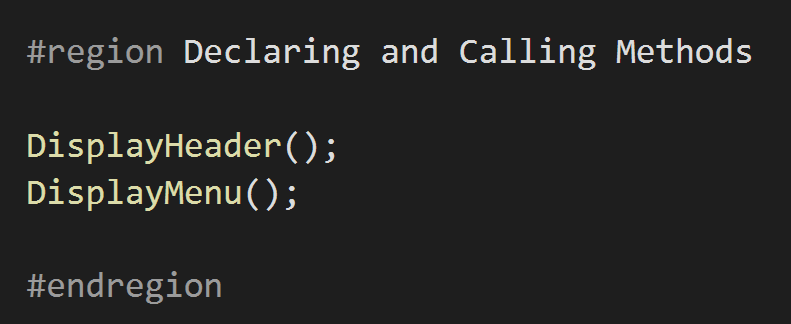 #region Declaring and Calling Methods
DisplayHeader();
DisplayMenu();
#endregion